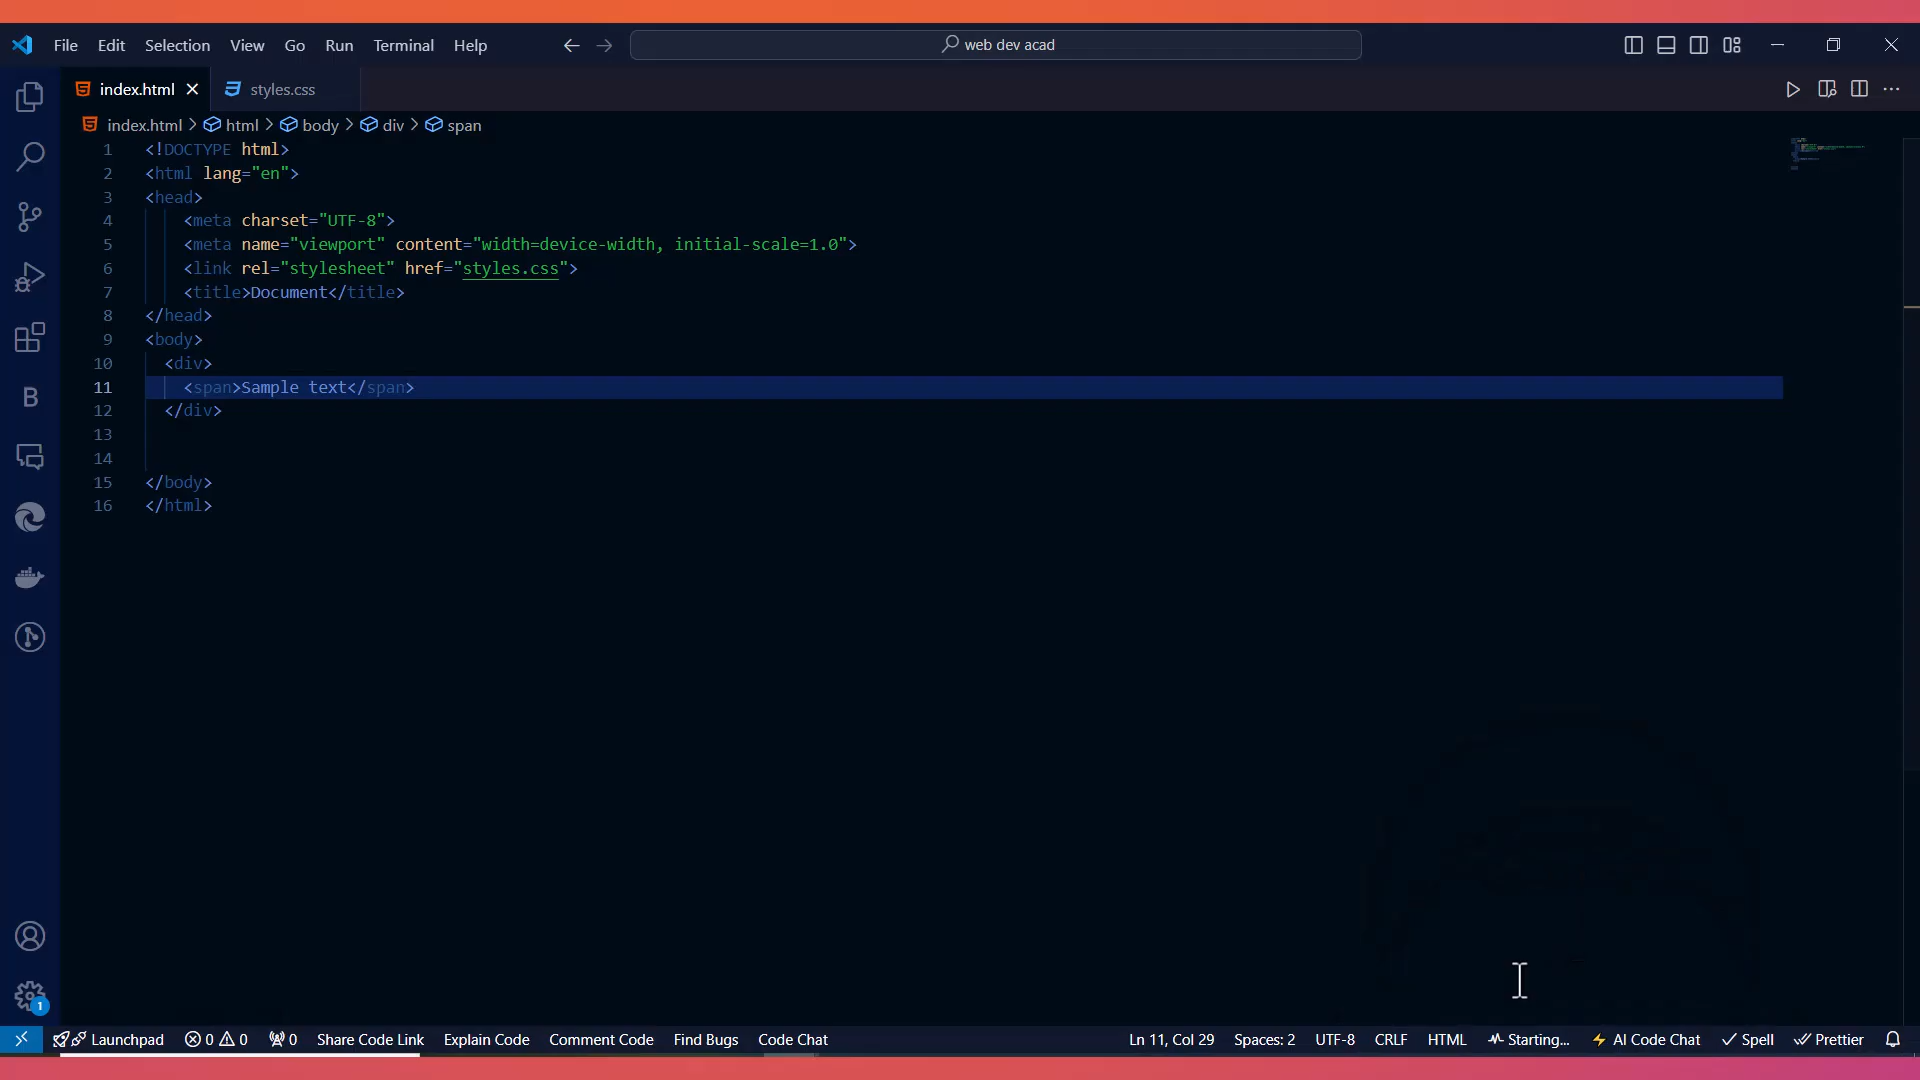 File Edit Selection View Go Run Terminal Help web dev acad
index.html styles.css
index.html > html > body > div > span
1 <!DOCTYPE html>
2 <html lang="en">
3 <head>
4 <meta charset="UTF-8">
5 <meta name="viewport" content="width=device-width, initial-scale=1.0">
6 <link rel="stylesheet" href="styles.css">
7 <title>Document</title>
8 </head>
9 <body>
10 <div>
11 <span>Sample text</span>
12 </div>
13
14
15 </body>
16 </html>
B
1
Launchpad 0 0 0 Share Code Link Explain Code Comment Code Find Bugs Code Chat Ln 11, Col 29 Spaces: 2 UTF-8 CRLF HTML Starting... AI Code Chat Spell Prettier